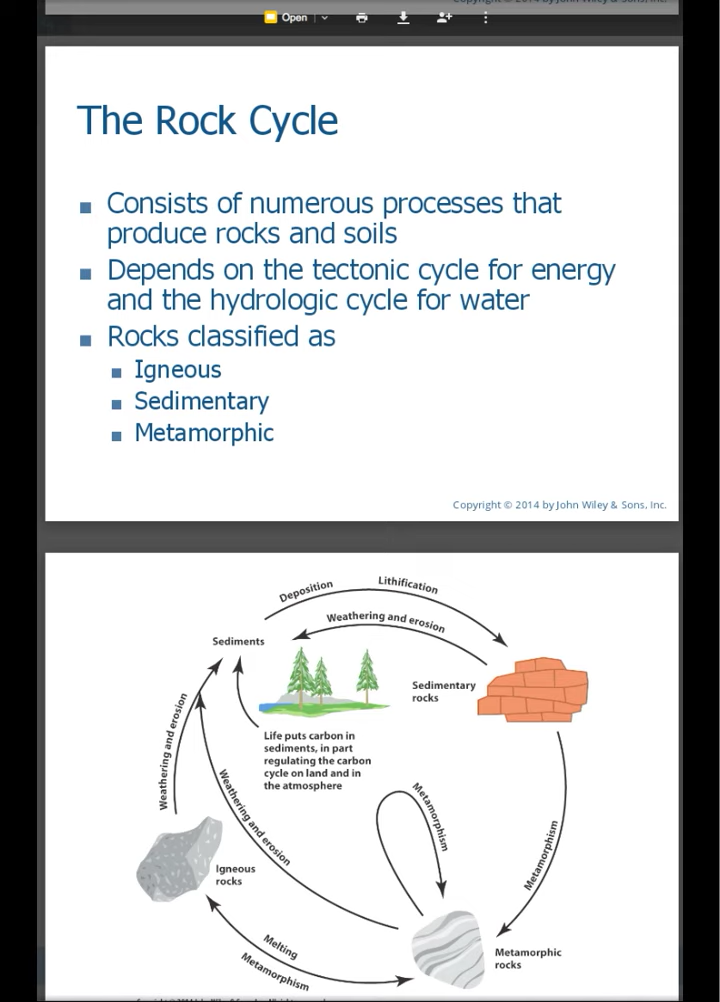 Open
The Rock Cycle
Consists of numerous processes that
produce rocks and soils
Depends on the tectonic cycle for energy
and the hydrologic cycle for water
Rocks classified as
Igneous
Sedimentary
Metamorphic
Copyright © 2014 by John Wiley & Sons, Inc.
Deposition
Lithification
Weathering and erosion
Sediments
Sedimentary
rocks
Life puts carbon in
sediments, in part
regulating the carbon
cycle on land and in
the atmosphere
Weathering and erosion
Weathering and erosion
Metamorphism
Metamorphism
Igneous
rocks
Melting
Metamorphism
Metamorphic
rocks